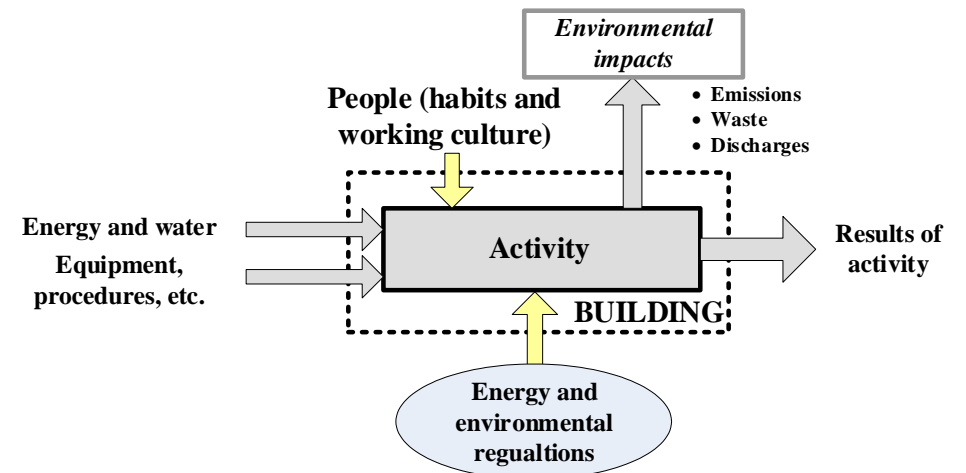 Environmental
impacts
• Emissions
• Waste
• Discharges
People (habits and
working culture)
Energy and water
Equipment,
procedures, etc.
Activity
Results of
activity
BUILDING
Energy and
environmental
regualtions